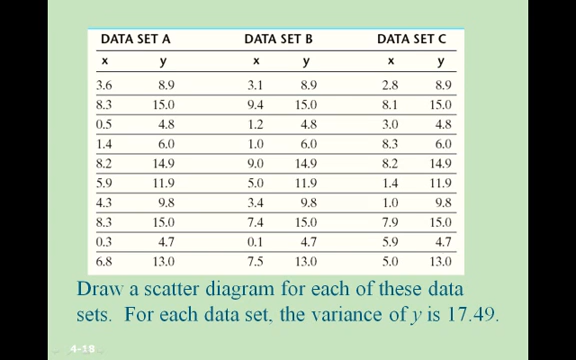 DATA SET A DATA SET B DATA SET C
x y x y x y
3.6 8.9 3.1 8.9 2.8 8.9
8.3 15.0 9.4 15.0 8.1 15.0
0.5 4.8 1.2 4.8 3.0 4.8
1.4 6.0 1.0 6.0 8.3 6.0
8.2 14.9 9.0 14.9 8.2 14.9
5.9 11.9 5.0 11.9 1.4 11.9
4.3 9.8 3.4 9.8 1.0 9.8
8.3 15.0 7.4 15.0 7.9 15.0
0.3 4.7 0.1 4.7 5.9 4.7
6.8 13.0 7.5 13.0 5.0 13.0
Draw a scatter diagram for each of these data
sets. For each data set, the variance of y is 17.49.
4-18